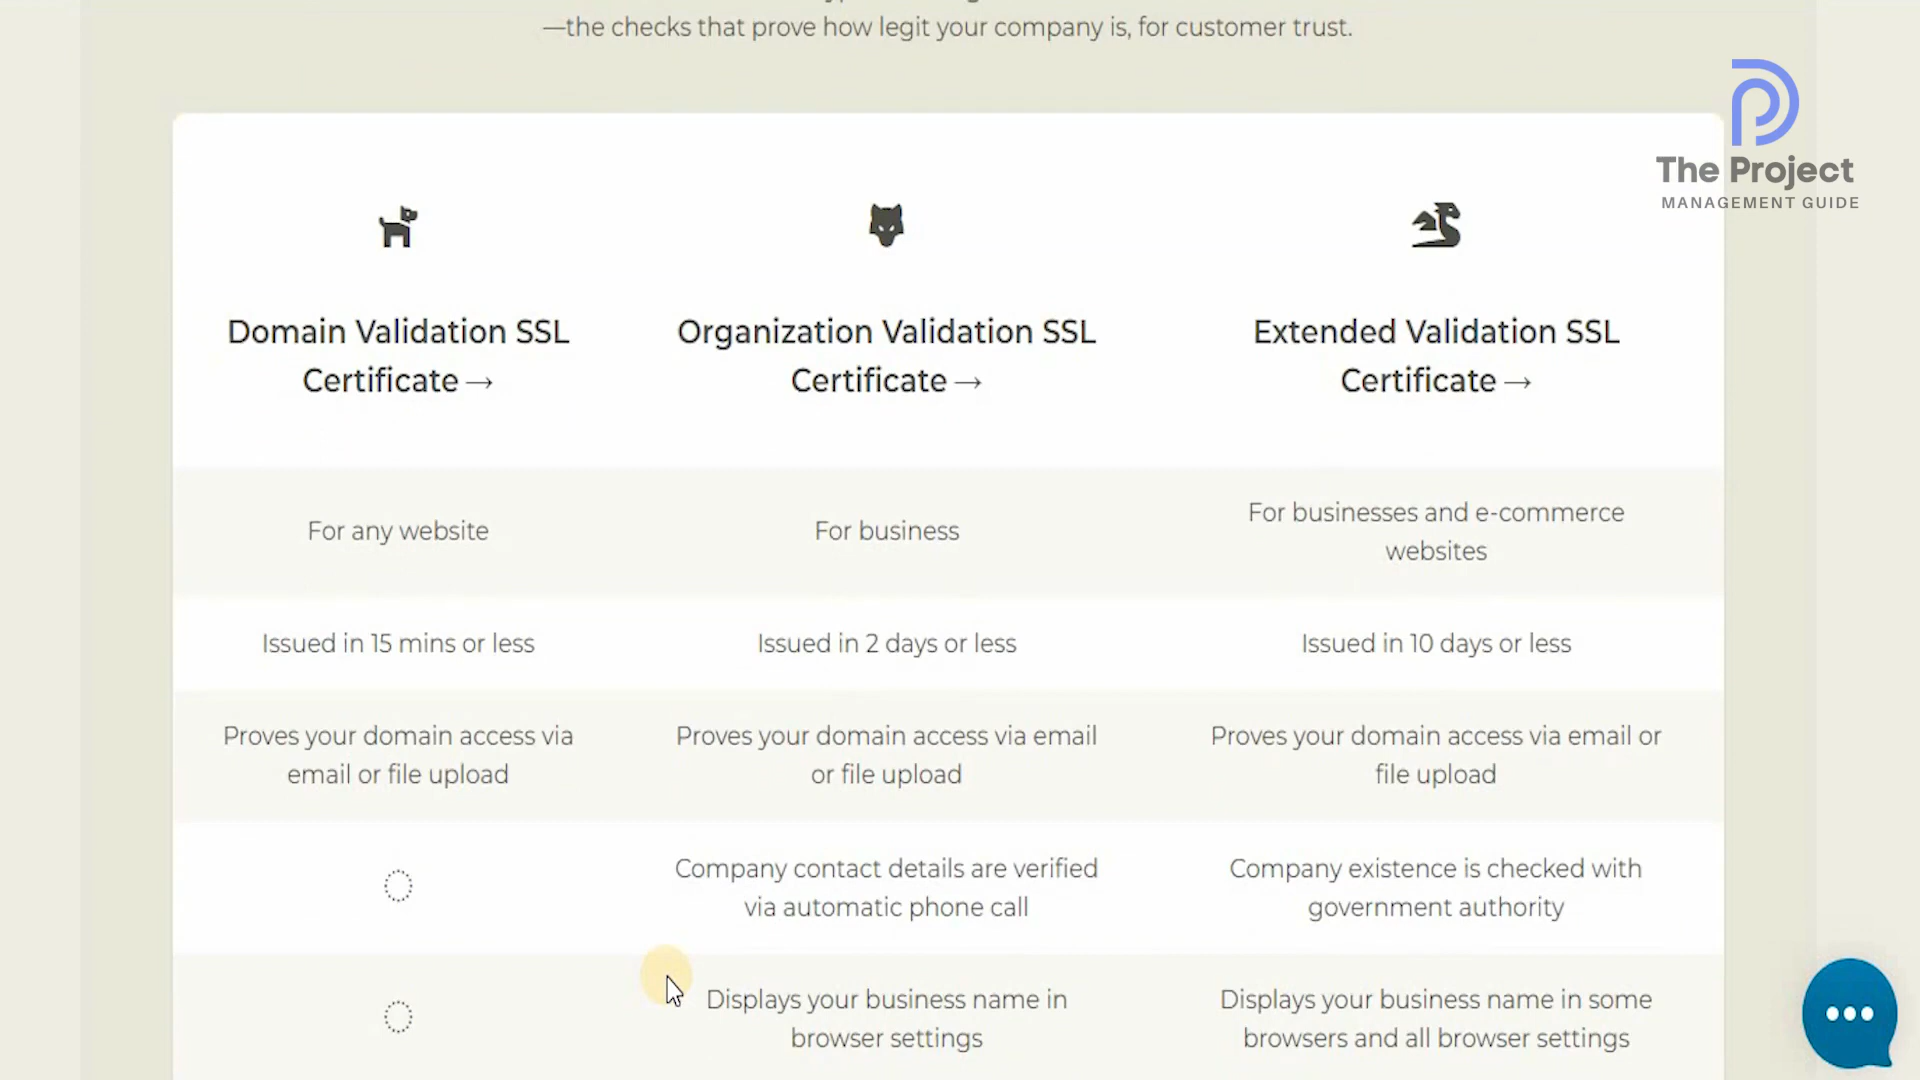 —the checks that prove how legit your company is, for customer trust.
The Project
MANAGEMENT GUIDE
Domain Validation SSL
Certificate →
Organization Validation SSL
Certificate →
Extended Validation SSL
Certificate →
For any website
For business
For businesses and e-commerce
websites
Issued in 15 mins or less
Issued in 2 days or less
Issued in 10 days or less
Proves your domain access via
email or file upload
Proves your domain access via email
or file upload
Proves your domain access via email or
file upload
Company contact details are verified
via automatic phone call
Company existence is checked with
government authority
Displays your business name in
browser settings
Displays your business name in some
browsers and all browser settings